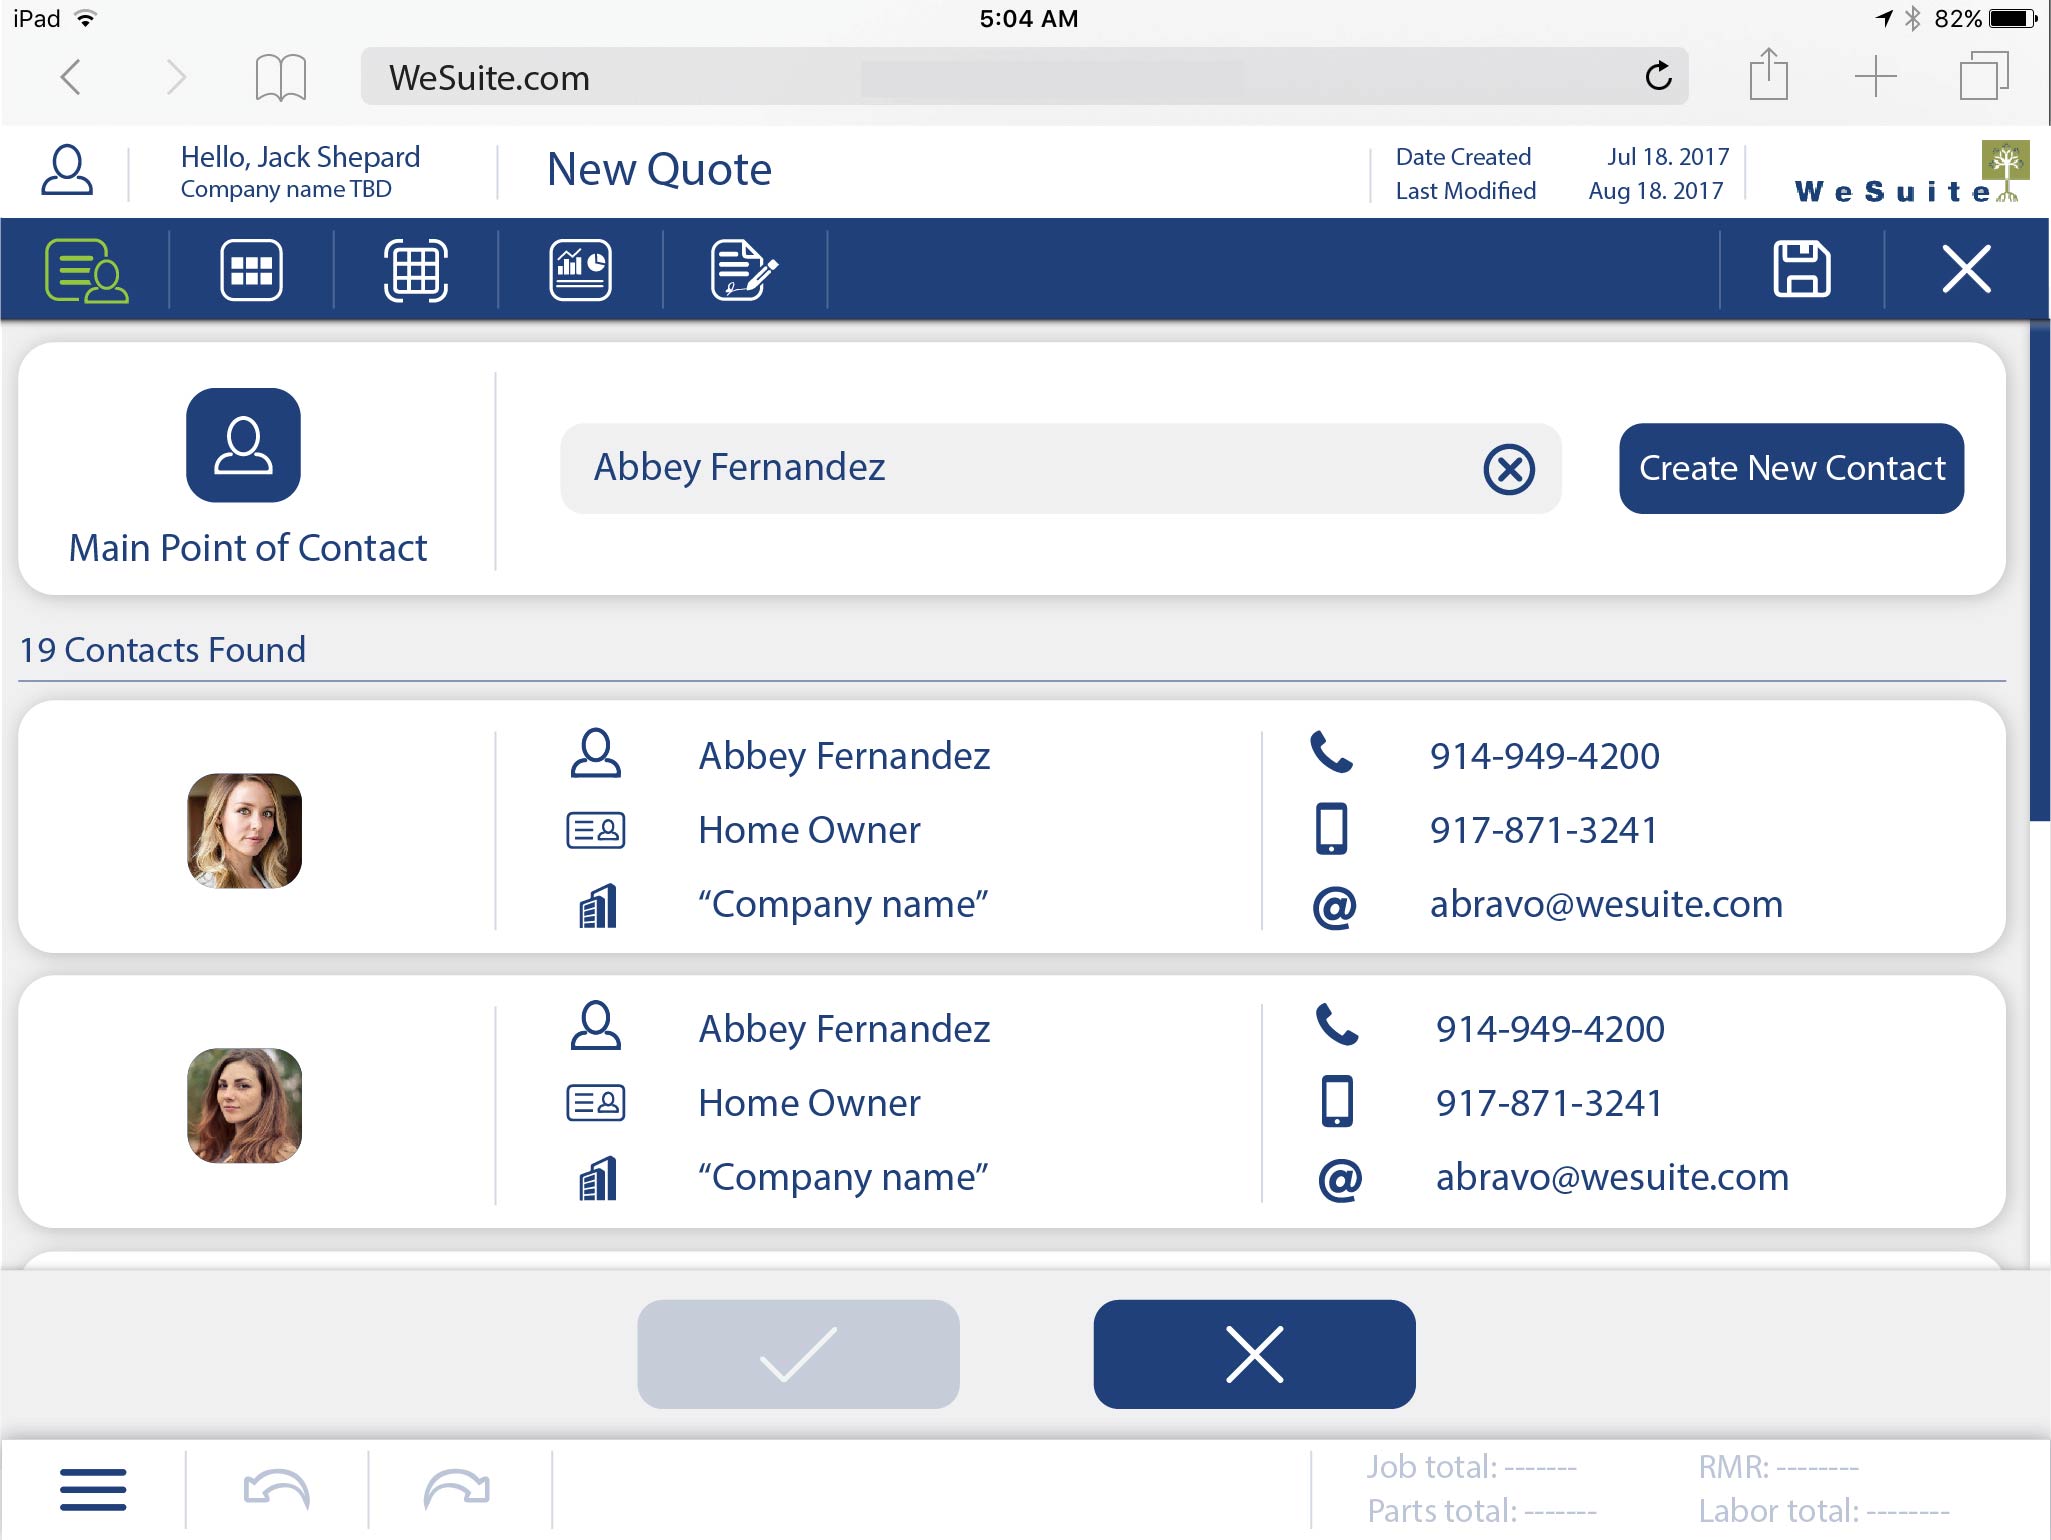 iPad
5:04 AM
82%
WeSuite.com
Hello, Jack Shepard
Company name TBD
New Quote
Date Created Jul 18. 2017
Last Modified Aug 18. 2017
WeSuite
Main Point of Contact
Abbey Fernandez
Create New Contact
19 Contacts Found
Abbey Fernandez
Home Owner
“Company name”
914-949-4200
917-871-3241
@ abravo@wesuite.com
Abbey Fernandez
Home Owner
“Company name”
914-949-4200
917-871-3241
@ abravo@wesuite.com
Job total: -------
Parts total: -------
RMR: --------
Labor total: --------